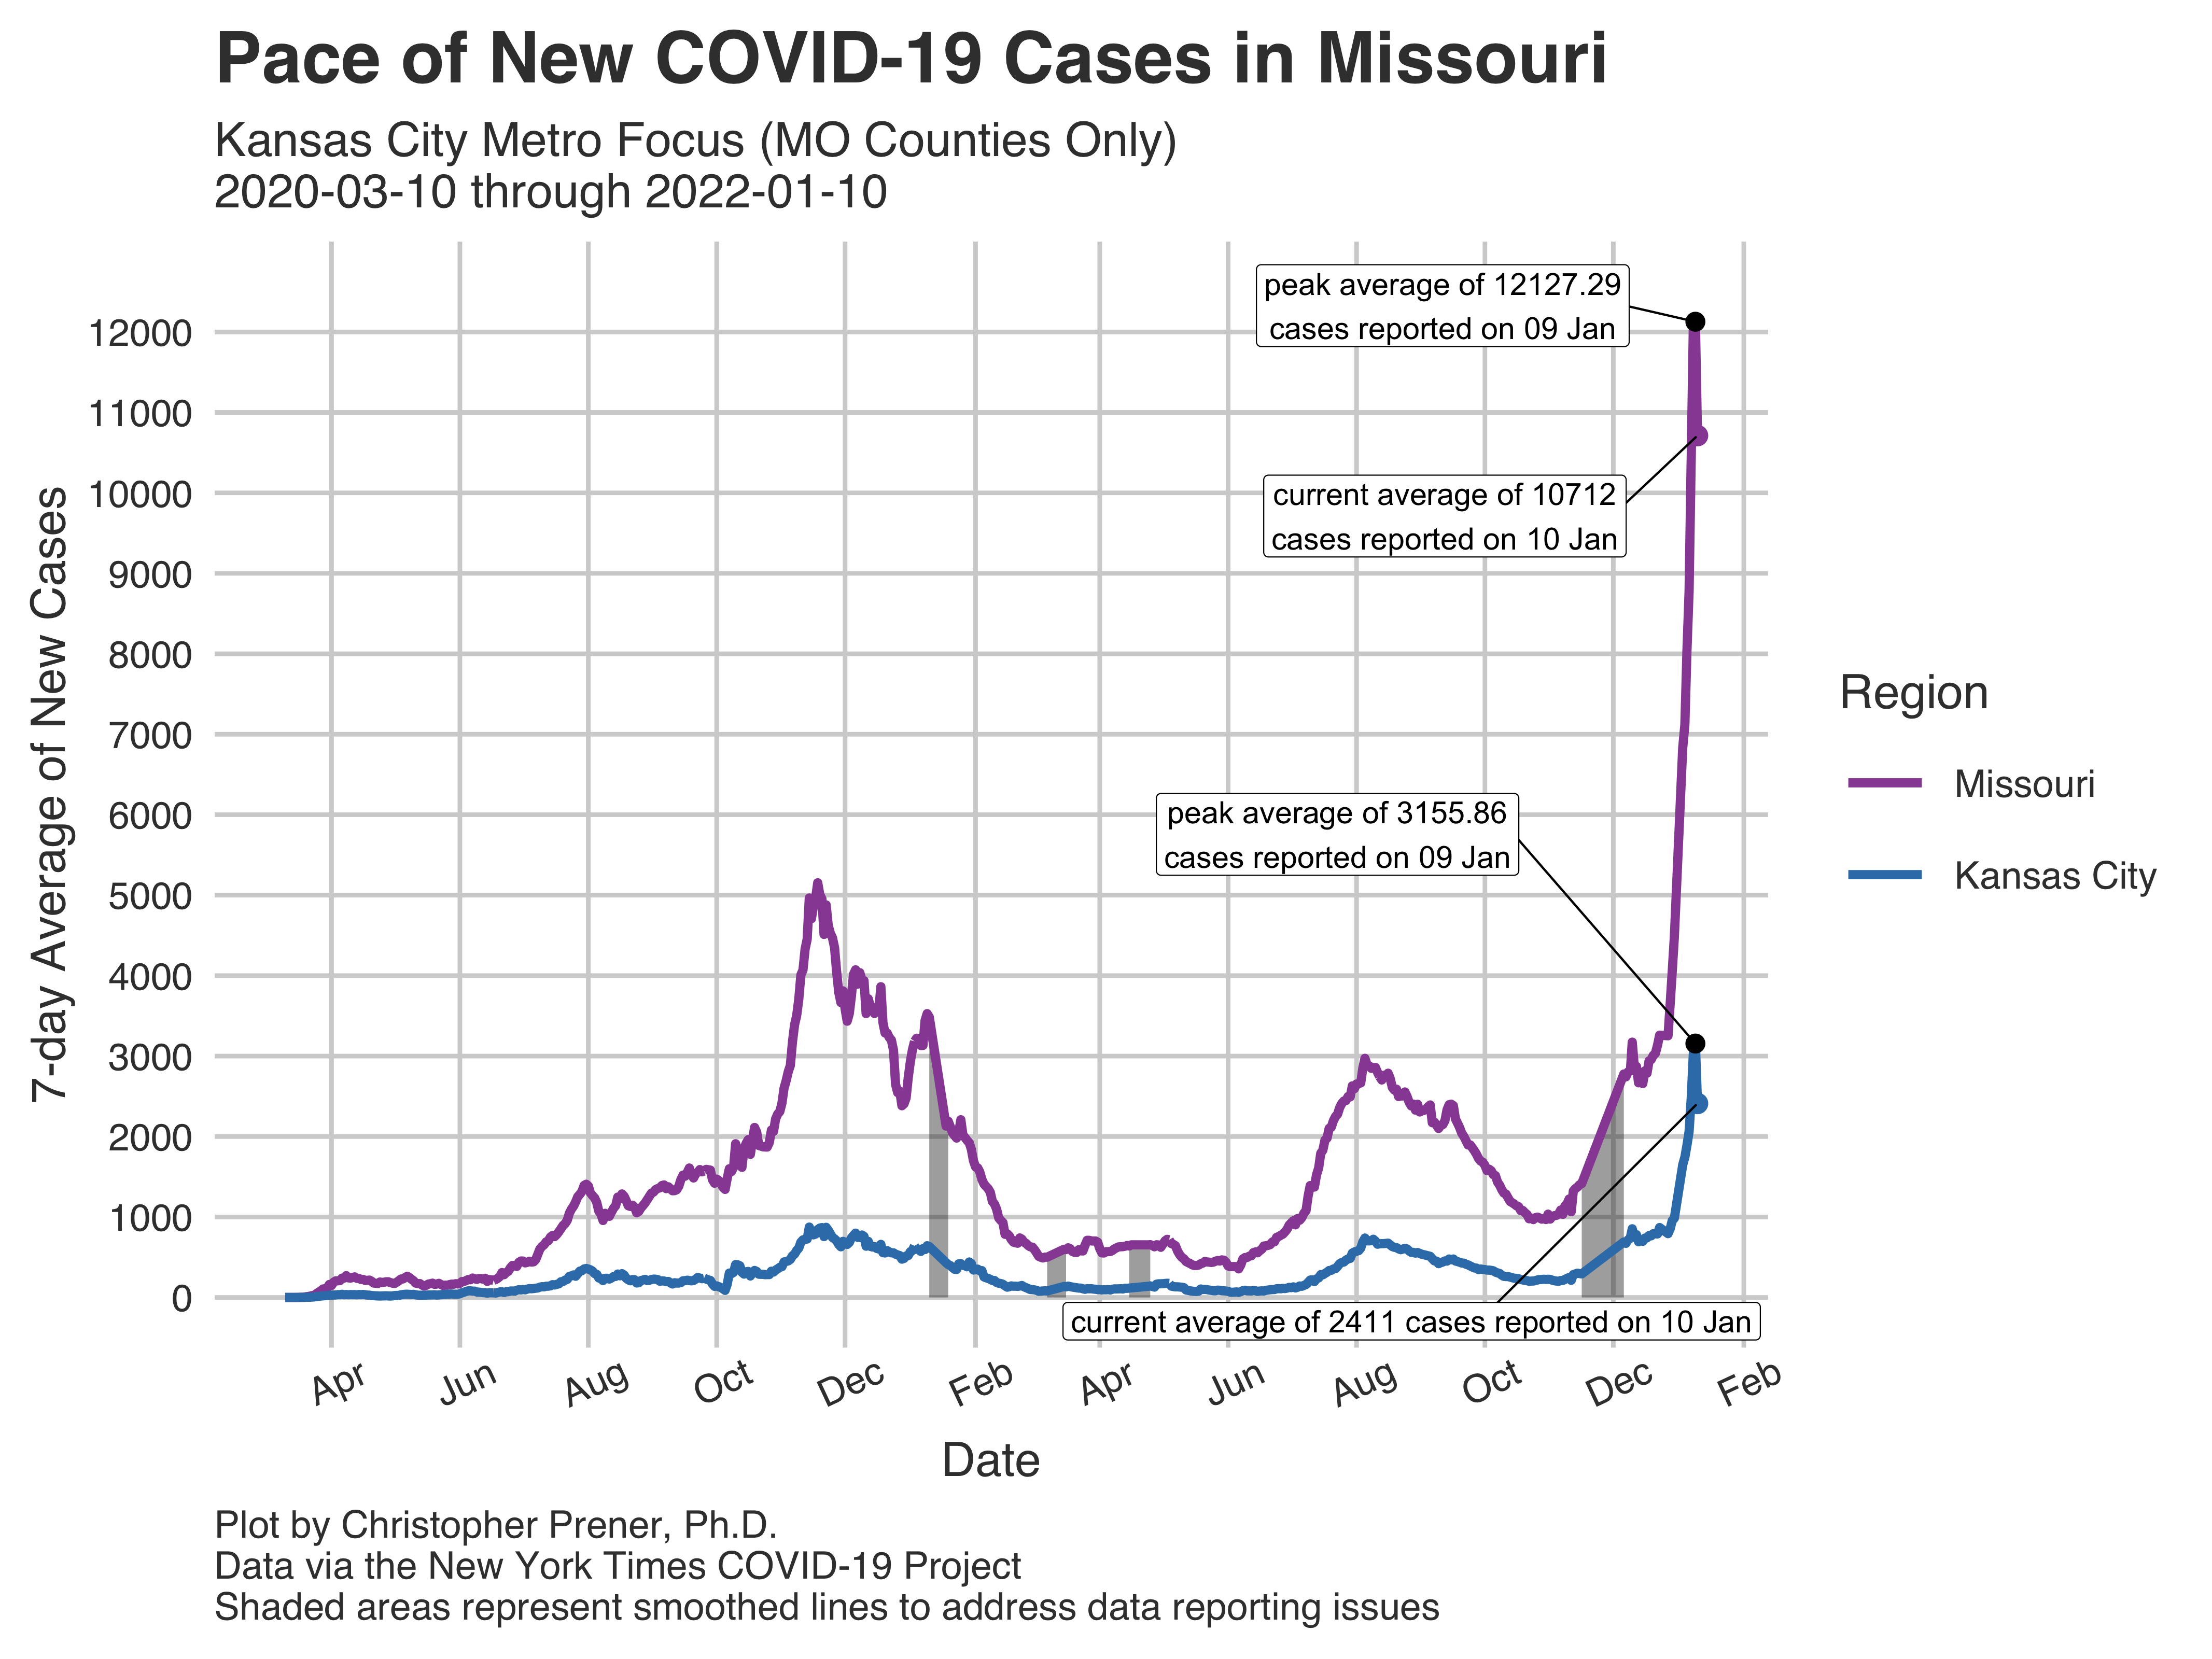 Pace of New COVID-19 Cases in Missouri
Kansas City Metro Focus (MO Counties Only)
2020-03-10 through 2022-01-10
7-day Average of New Cases
12000
11000
10000
9000
8000
7000
6000
5000
4000
3000
2000
1000
0
peak average of 12127.29
cases reported on 09 Jan
current average of 10712
cases reported on 10 Jan
peak average of 3155.86
cases reported on 09 Jan
current average of 2411 cases reported on 10 Jan
Region
Missouri
Kansas City
Apr
Jun
Aug
Oct
Dec
Feb
Apr
Jun
Aug
Oct
Dec
Feb
Date
Plot by Christopher Prener, Ph.D.
Data via the New York Times COVID-19 Project
Shaded areas represent smoothed lines to address data reporting issues